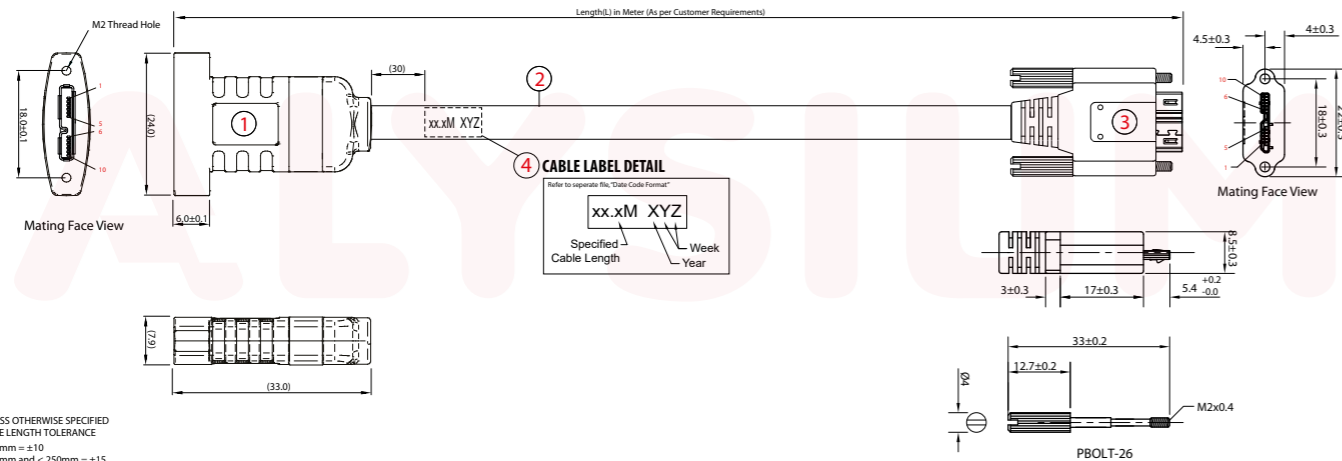 Length(L) in Meter (As per Customer Requirements)
M2 Thread Hole
4±0.3
4.5±0.3
(30)
2
1
5
6
10
18.0±0.1
(24.0)
1
xx.xM XYZ
3
10
6
5
1
18±0.3
4 CABLE LABEL DETAIL
Refer to seperate file,"Date Code Format"
xx.xM XYZ
Specified
Cable Length
Week
Year
Mating Face View
6.0±0.1
Mating Face View
8.5±0.3
3±0.3
17±0.3
5.4 +0.2 -0.0
(7.9)
(33.0)
33±0.2
12.7±0.2
Ø4
M2x0.4
PBOLT-26
ALYSIUM
SS OTHERWISE SPECIFIED
E LENGTH TOLERANCE
mm = ±10
mm and < 250mm = ±15